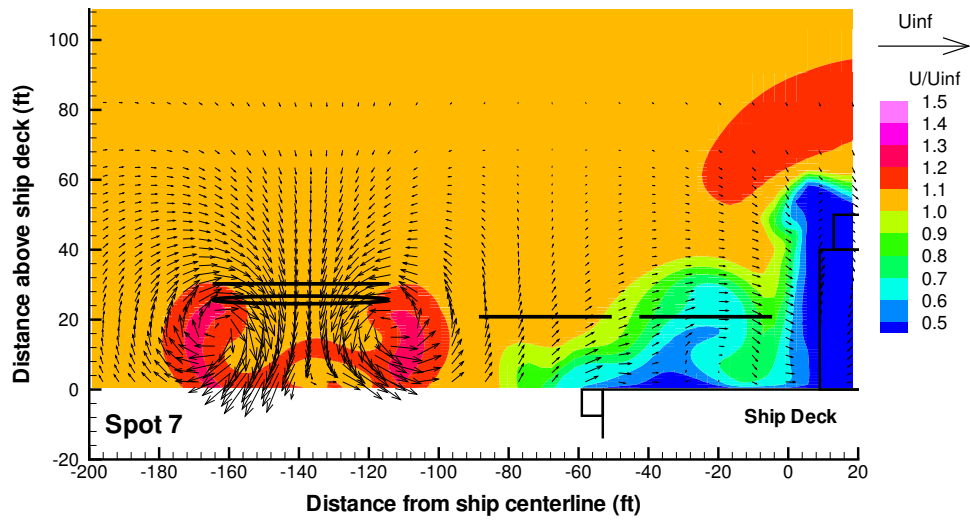 Uinf
U/Uinf
1.5
1.4
1.3
1.2
1.1
1.0
0.9
0.8
0.7
0.6
0.5
Distance above ship deck (ft)
100
80
60
40
20
0
-20
Spot 7
Ship Deck
-200 -180 -160 -140 -120 -100 -80 -60 -40 -20 0 20
Distance from ship centerline (ft)